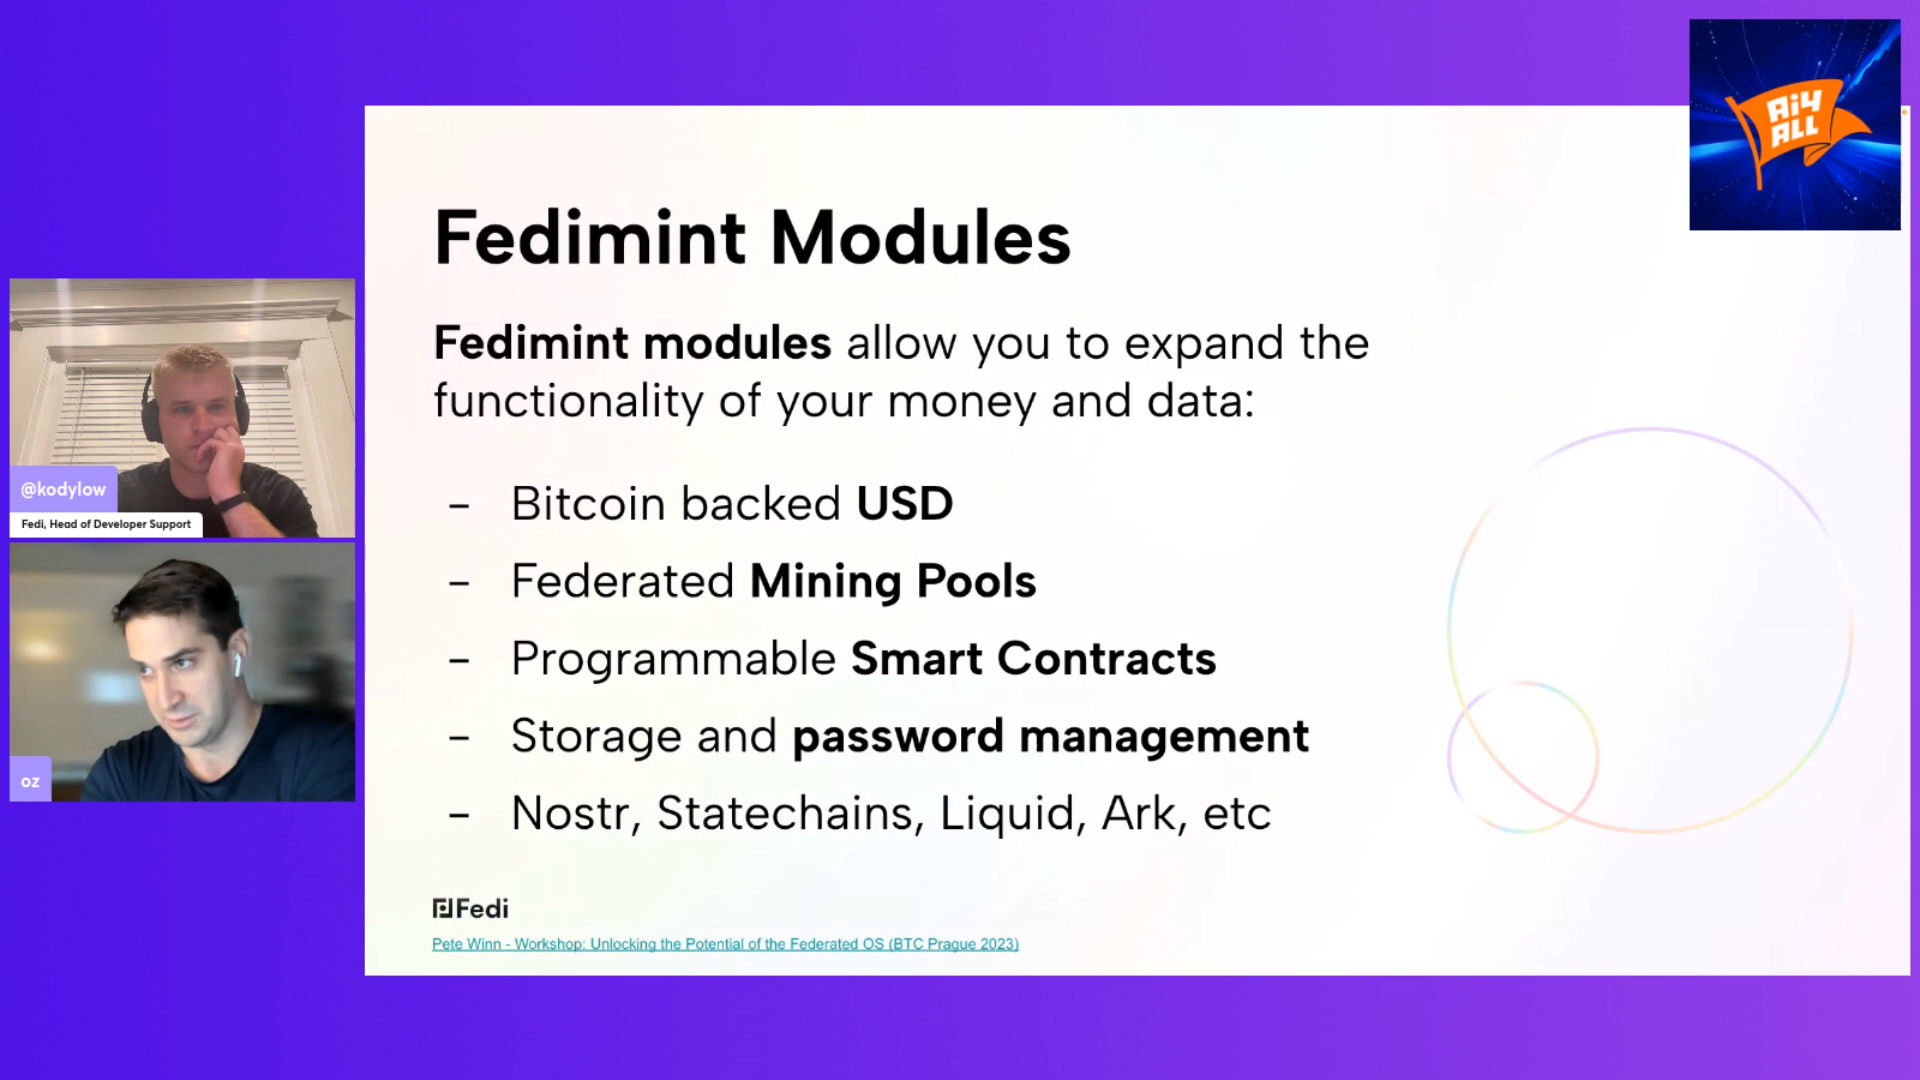 Ai4
ALL
Fedimint Modules
Fedimint modules allow you to expand the
functionality of your money and data:
- Bitcoin backed USD
- Federated Mining Pools
- Programmable Smart Contracts
- Storage and password management
- Nostr, Statechains, Liquid, Ark, etc
Fedi
Pete Winn - Workshop: Unlocking the Potential of the Federated OS (BTC Prague 2023)
@kodylow
Fedi, Head of Developer Support
oz